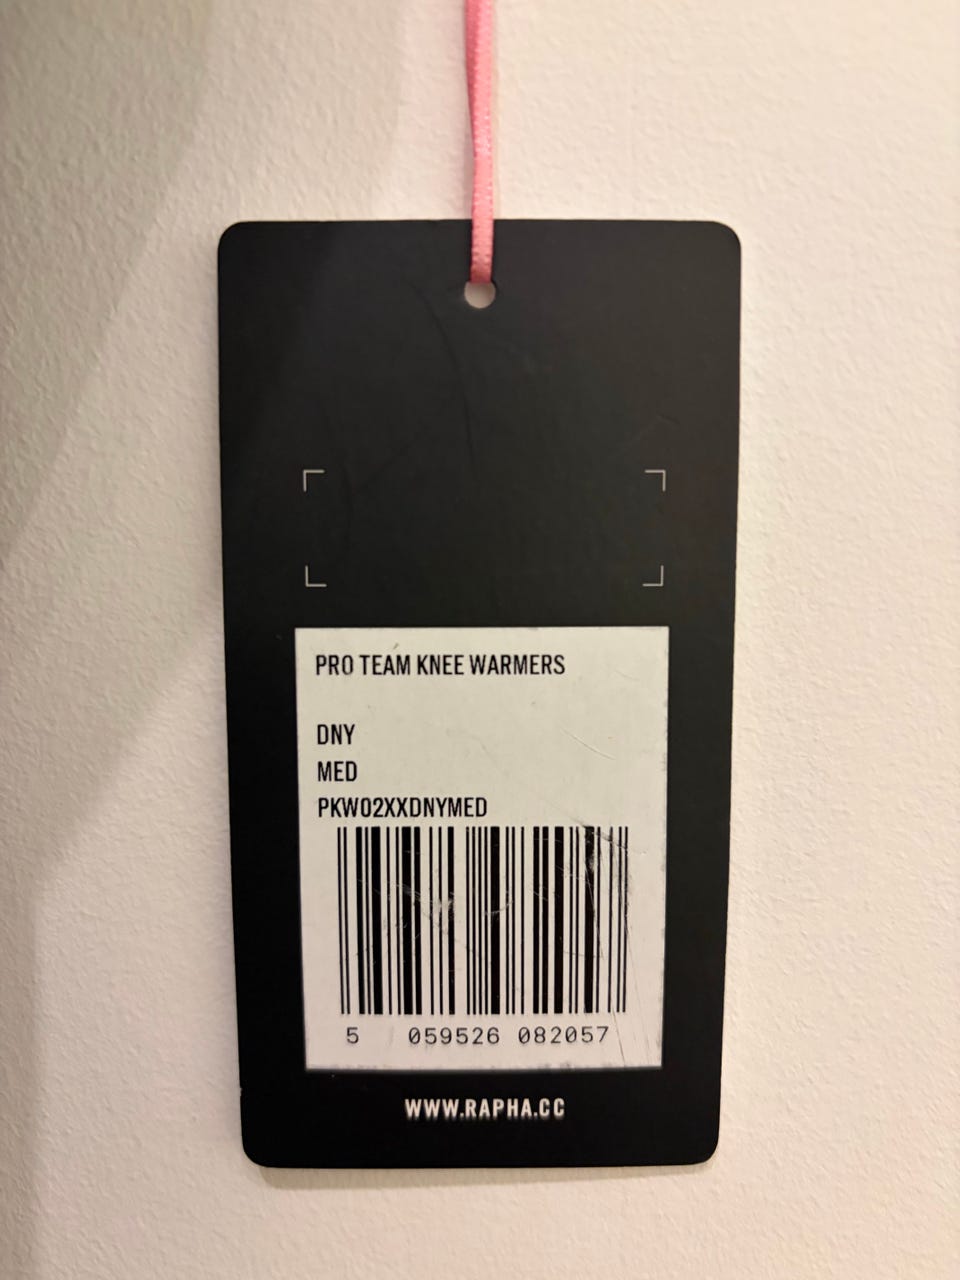 PRO TEAM KNEE WARMERS
DNY
MED
PKW02XXDNYMED
5 059526 082057
WWW.RAPHA.CC